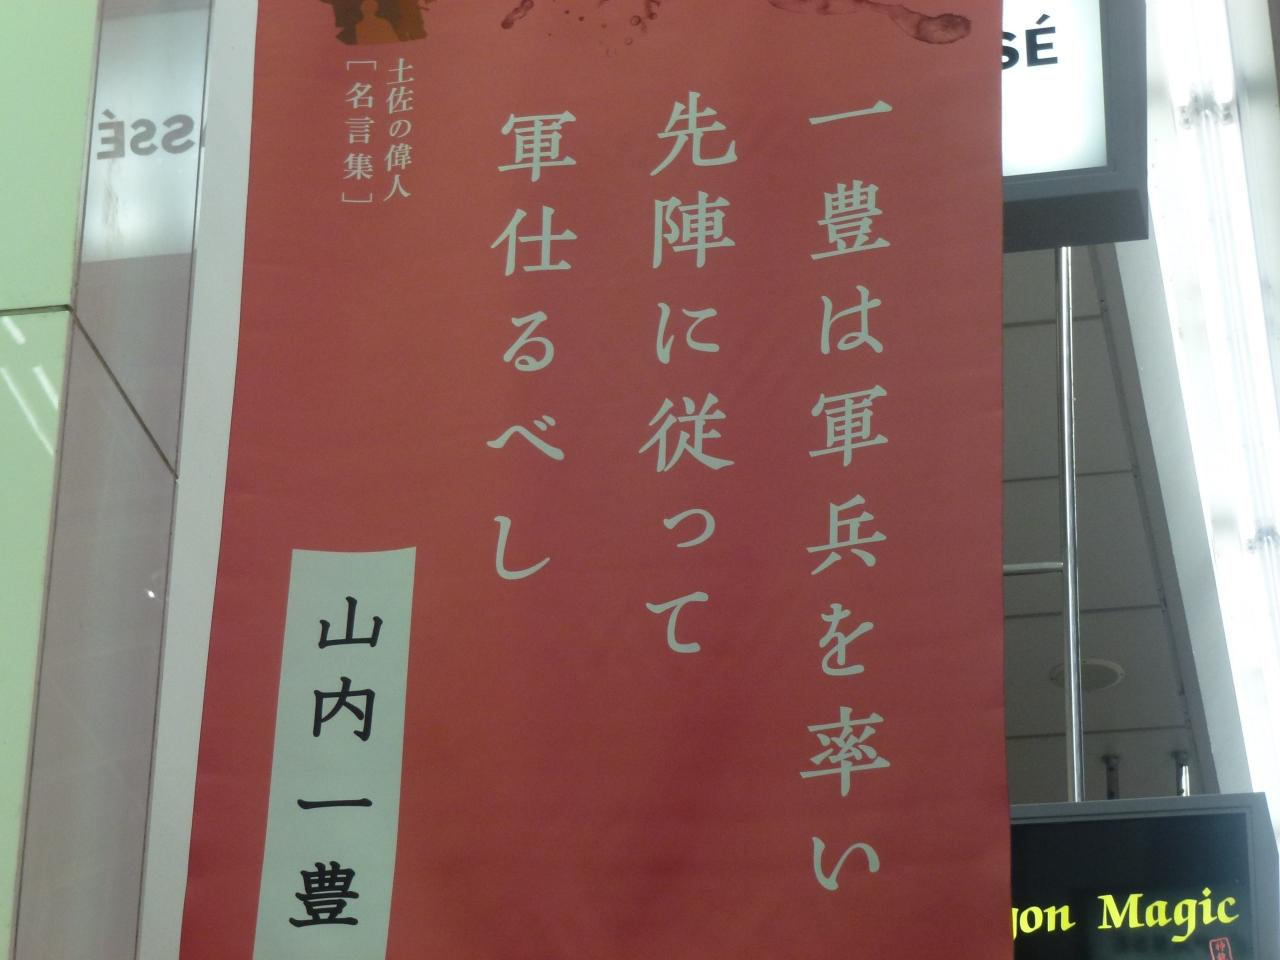 一豊は軍兵を率い
先陣に従って
軍仕るべし
土佐の偉人
［名言集］
山内一豊
SÉ
Magic